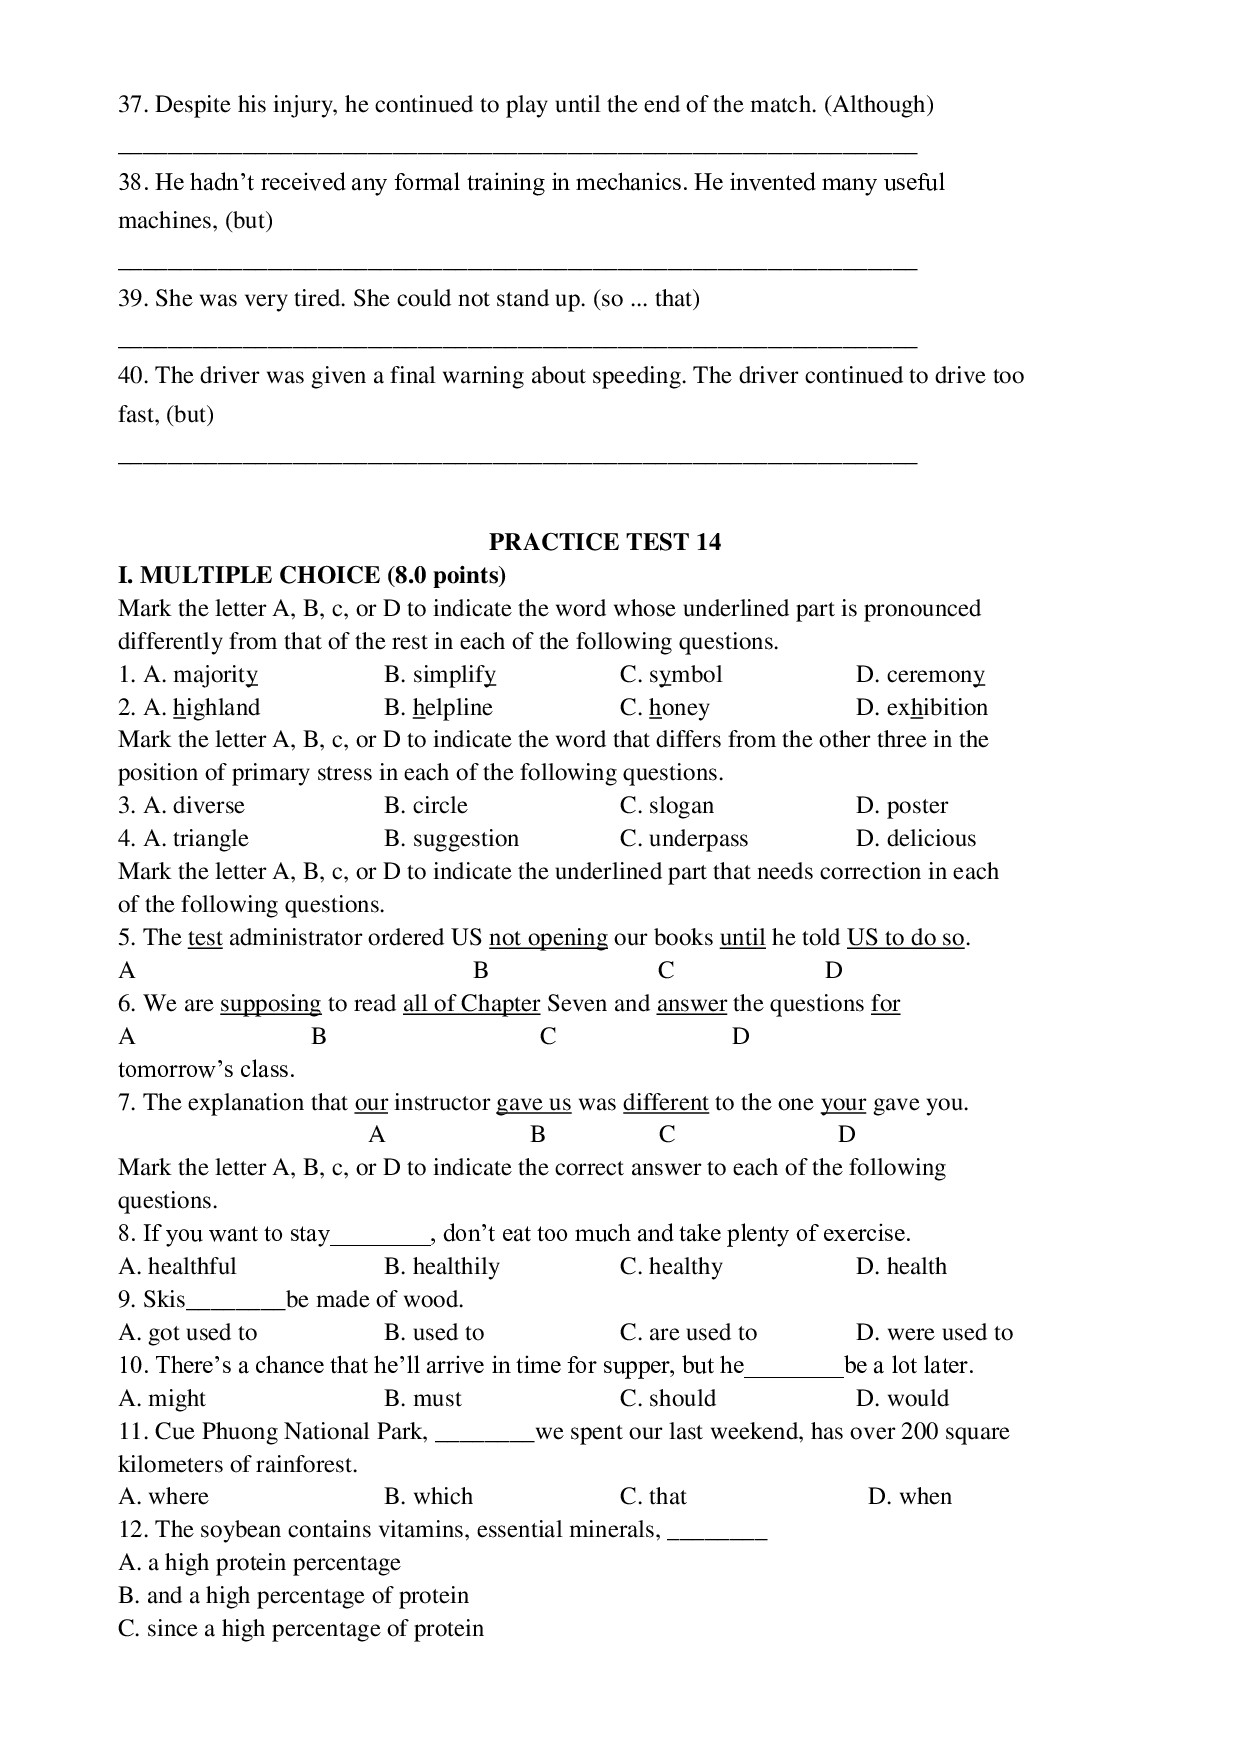 37. Despite his injury, he continued to play until the end of the match. (Although)
________________________________________________________________
38. He hadn’t received any formal training in mechanics. He invented many useful
machines, (but)
________________________________________________________________
39. She was very tired. She could not stand up. (so ... that)
________________________________________________________________
40. The driver was given a final warning about speeding. The driver continued to drive too
fast, (but)
________________________________________________________________
PRACTICE TEST 14
I. MULTIPLE CHOICE (8.0 points)
Mark the letter A, B, c, or D to indicate the word whose underlined part is pronounced
differently from that of the rest in each of the following questions.
1. A. majority B. simplify C. symbol D. ceremony
2. A. highland B. helpline C. honey D. exhibition
Mark the letter A, B, c, or D to indicate the word that differs from the other three in the
position of primary stress in each of the following questions.
3. A. diverse B. circle C. slogan D. poster
4. A. triangle B. suggestion C. underpass D. delicious
Mark the letter A, B, c, or D to indicate the underlined part that needs correction in each
of the following questions.
5. The test administrator ordered US not opening our books until he told US to do so.
A B C D
6. We are supposing to read all of Chapter Seven and answer the questions for
A B C D
tomorrow’s class.
7. The explanation that our instructor gave us was different to the one your gave you.
A B C D
Mark the letter A, B, c, or D to indicate the correct answer to each of the following
questions.
8. If you want to stay________, don’t eat too much and take plenty of exercise.
A. healthful B. healthily C. healthy D. health
9. Skis________be made of wood.
A. got used to B. used to C. are used to D. were used to
10. There’s a chance that he’ll arrive in time for supper, but he________be a lot later.
A. might B. must C. should D. would
11. Cue Phuong National Park, ________we spent our last weekend, has over 200 square
kilometers of rainforest.
A. where B. which C. that D. when
12. The soybean contains vitamins, essential minerals, ________
A. a high protein percentage
B. and a high percentage of protein
C. since a high percentage of protein